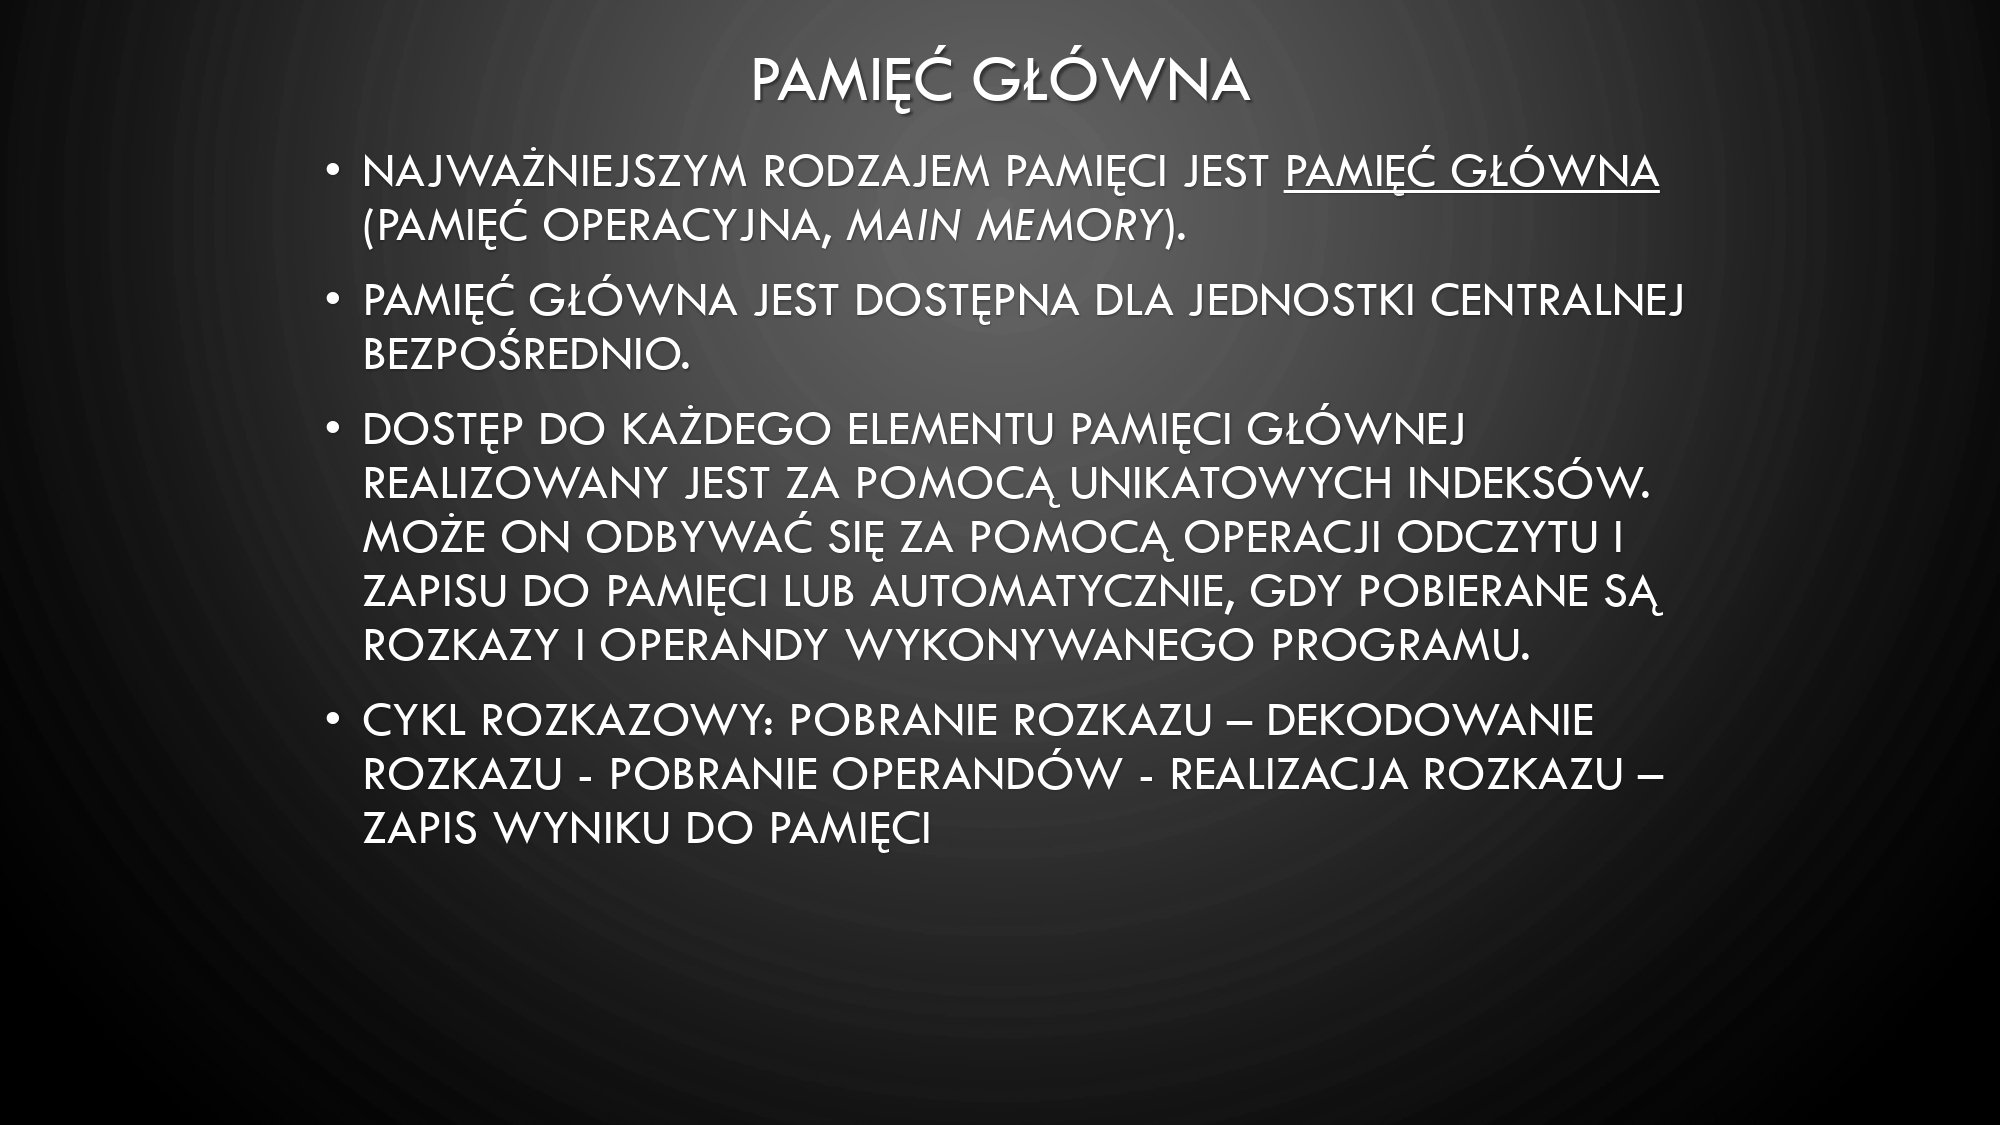 PAMIĘĆ GŁÓWNA
• NAJWAŻNIEJSZYM RODZAJEM PAMIĘCI JEST PAMIĘĆ GŁÓWNA
(PAMIĘĆ OPERACYJNA, MAIN MEMORY).
• PAMIĘĆ GŁÓWNA JEST DOSTĘPNA DLA JEDNOSTKI CENTRALNEJ
BEZPOŚREDNIO.
• DOSTĘP DO KAŻDEGO ELEMENTU PAMIĘCI GŁÓWNEJ
REALIZOWANY JEST ZA POMOCĄ UNIKATOWYCH INDEKSÓW.
MOŻE ON ODBYWAĆ SIĘ ZA POMOCĄ OPERACJI ODCZYTU I
ZAPISU DO PAMIĘCI LUB AUTOMATYCZNIE, GDY POBIERANE SĄ
ROZKAZY I OPERANDY WYKONYWANEGO PROGRAMU.
• CYKL ROZKAZOWY: POBRANIE ROZKAZU – DEKODOWANIE
ROZKAZU - POBRANIE OPERANDÓW - REALIZACJA ROZKAZU –
ZAPIS WYNIKU DO PAMIĘCI